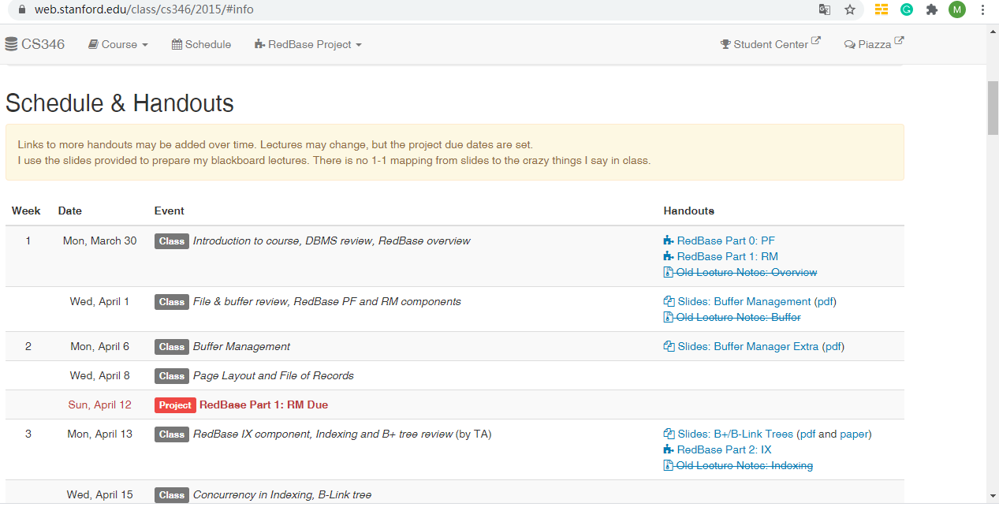 web.stanford.edu/class/cs346/2015/#info
M
CS346 Course Schedule RedBase Project Student Center Piazza
Schedule & Handouts
Links to more handouts may be added over time. Lectures may change, but the project due dates are set.
I use the slides provided to prepare my blackboard lectures. There is no 1-1 mapping from slides to the crazy things I say in class.
Week Date Event Handouts
1 Mon, March 30 Class Introduction to course, DBMS review, RedBase overview RedBase Part 0: PF
RedBase Part 1: RM
Old Lecture Notes: Overview
Wed, April 1 Class File & buffer review, RedBase PF and RM components Slides: Buffer Management (pdf)
Old Lecture Notes: Buffer
2 Mon, April 6 Class Buffer Management Slides: Buffer Manager Extra (pdf)
Wed, April 8 Class Page Layout and File of Records
Sun, April 12 Project RedBase Part 1: RM Due
3 Mon, April 13 Class RedBase IX component, Indexing and B+ tree review (by TA) Slides: B+/B-Link Trees (pdf and paper)
RedBase Part 2: IX
Old Lecture Notes: Indexing
Wed, April 15 Class Concurrency in Indexing, B-Link tree